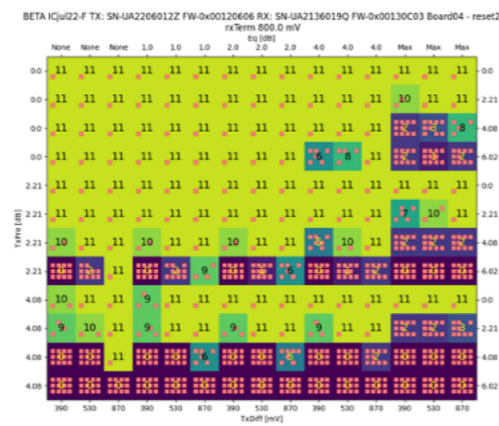 BETA ICjul22-F TX: SN-UA2206012Z FW-0x00120606 RX: SN-UA2136019Q FW-0x00130C03 Board04 - reset2
rxTerm 800.0 mV
Eq [dB]
None None None 1.0 1.0 1.0 2.0 2.0 2.0 4.0 4.0 4.0 Max Max Max
0.0 11 11 11 11 11 11 11 11 11 11 11 11 11 11 11 0.0
0.0 11 11 11 11 11 11 11 11 11 11 11 11 10 11 11 2.21
0.0 11 11 11 11 11 11 11 11 11 11 11 11 8 4.08
0.0 11 11 11 11 11 11 11 11 11 6 8 11 6.02
2.21 11 11 11 11 11 11 11 11 11 11 11 11 11 11 11 0.0
2.21 11 11 11 11 11 11 11 11 11 11 11 11 7 10 11 2.21
2.21 10 11 11 10 11 11 10 11 11 10 11 4.08
2.21 11 9 6 6.02
4.08 10 11 11 9 11 11 11 11 11 11 11 11 11 11 11 0.0
4.08 9 10 11 9 11 11 9 11 11 9 11 11 3 2.21
4.08 11 6 4.08
4.08 6.02
TxPre [dB]
390 530 870 390 530 870 390 530 870 390 530 870 390 530 870
TxDiff [mV]